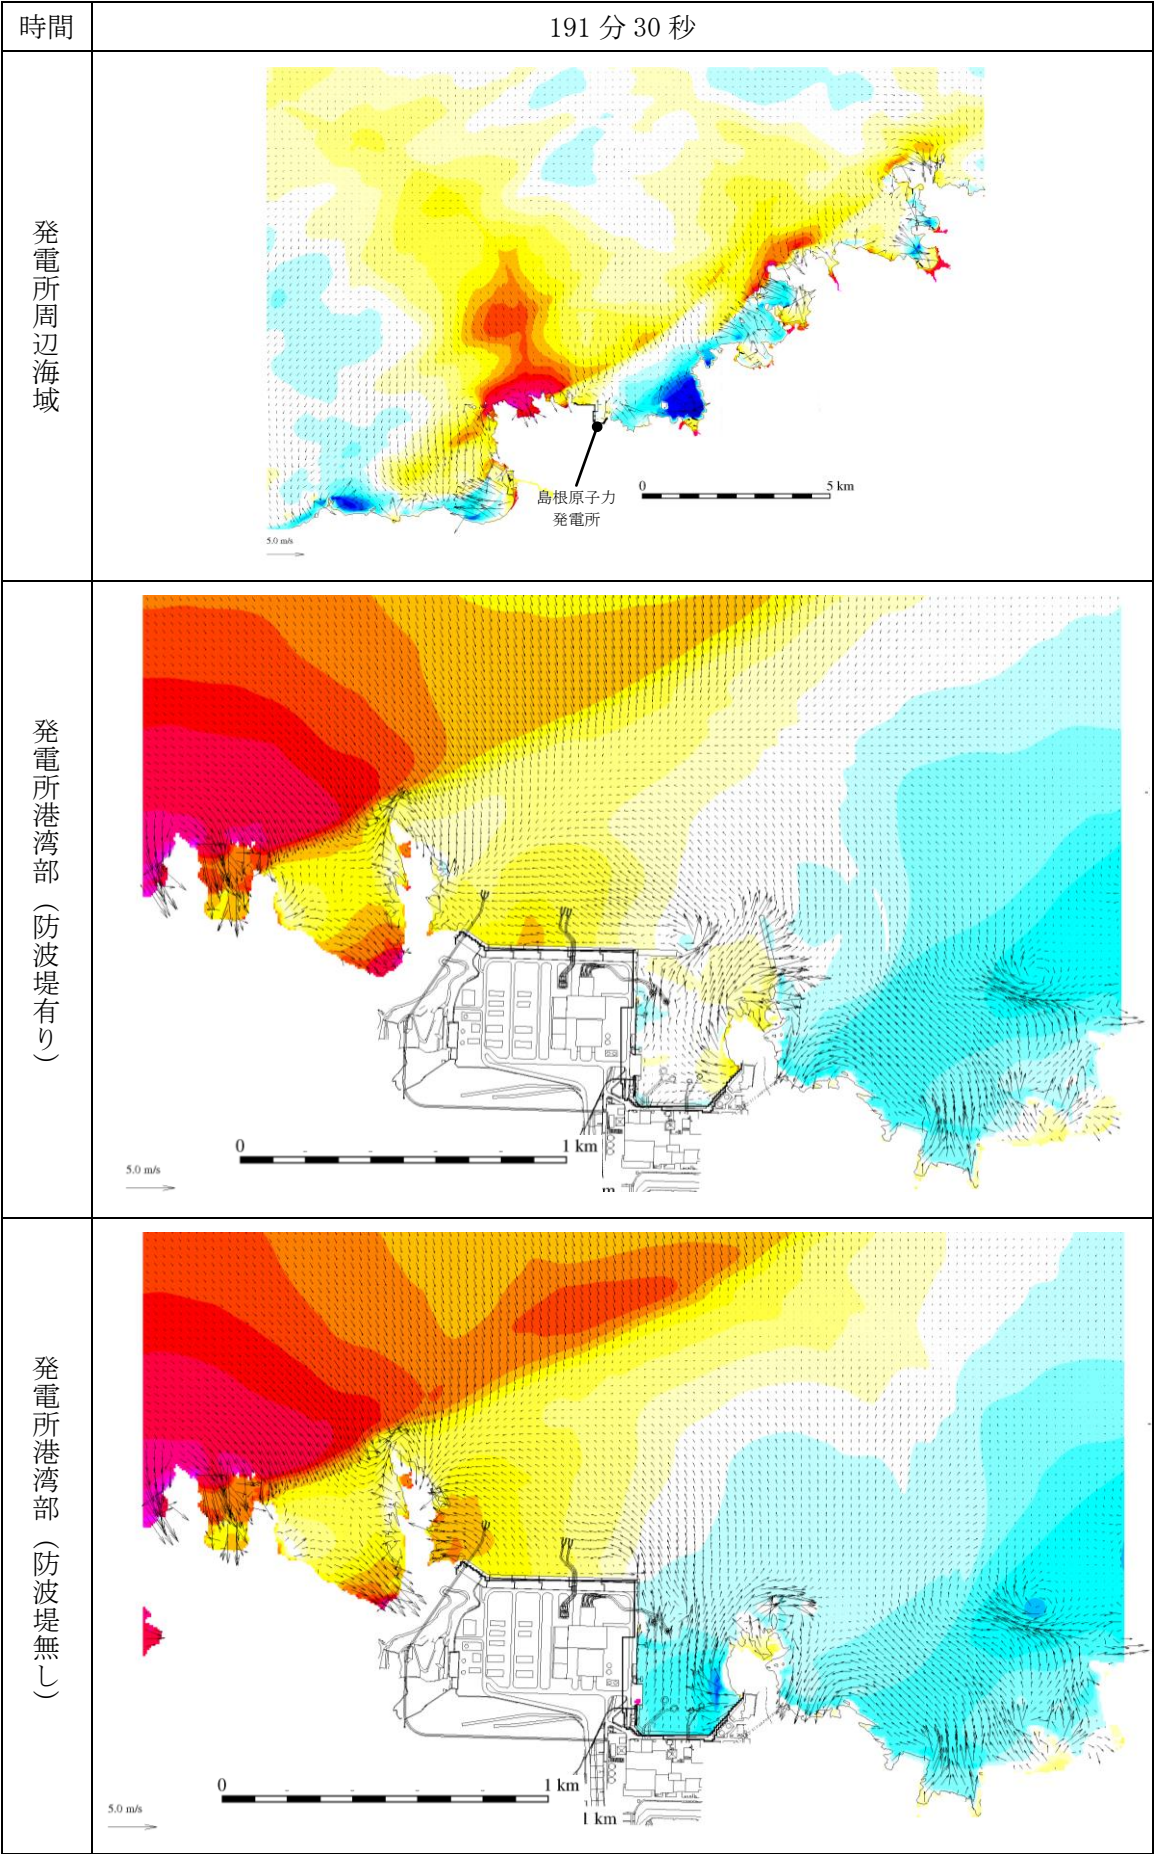 時間
191 分 30 秒
発電所周辺海域
島根原子力
発電所
0
5 km
5.0 m/s
発電所港湾部（防波堤有り）
0
1 km
5.0 m/s
発電所港湾部（防波堤無し）
0
1 km
5.0 m/s
1 km